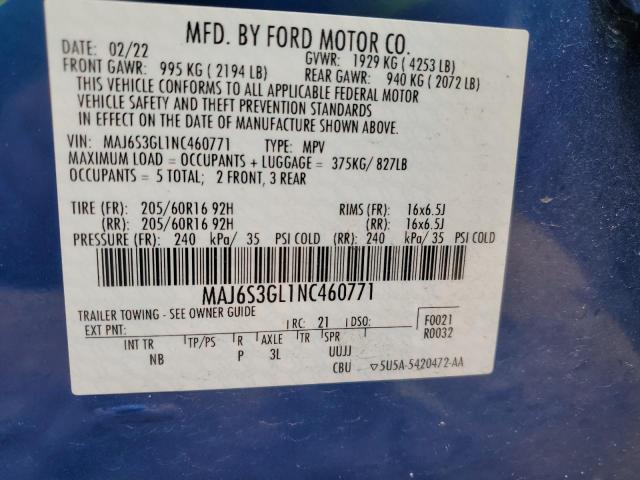 MFD. BY FORD MOTOR CO.
DATE: 02/22 GVWR: 1929 KG ( 4253 LB)
FRONT GAWR: 995 KG ( 2194 LB) REAR GAWR: 940 KG ( 2072 LB)
THIS VEHICLE CONFORMS TO ALL APPLICABLE FEDERAL MOTOR
VEHICLE SAFETY AND THEFT PREVENTION STANDARDS
IN EFFECT ON THE DATE OF MANUFACTURE SHOWN ABOVE.
VIN: MAJ6S3GL1NC460771 TYPE: MPV
MAXIMUM LOAD = OCCUPANTS + LUGGAGE = 375KG/ 827LB
OCCUPANTS = 5 TOTAL; 2 FRONT, 3 REAR
TIRE (FR): 205/60R16 92H RIMS (FR): 16x6.5J
(RR): 205/60R16 92H (RR): 16x6.5J
PRESSURE (FR): 240 kPa/ 35 PSI COLD (RR): 240 kPa/ 35 PSI COLD
MAJ6S3GL1NC460771
TRAILER TOWING - SEE OWNER GUIDE
EXT PNT: RC: 21 DSO: F0021
R0032
INT TR TP/PS R AXLE TR SPR
NB P 3L UUJJ
CBU ▽5U5A-5420472-AA